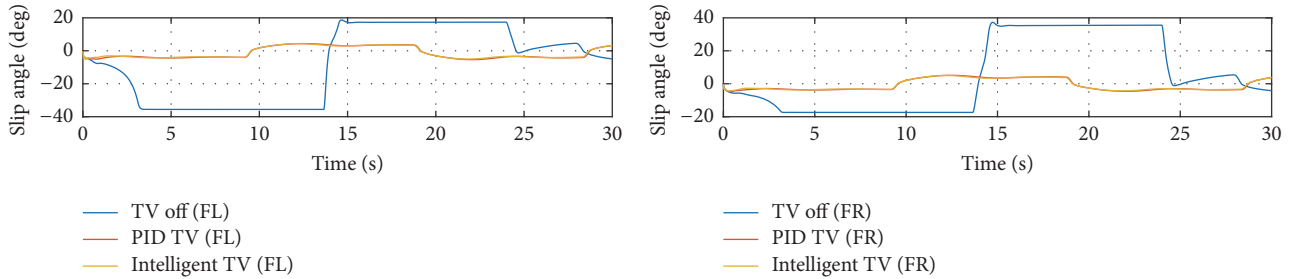 Slip angle (deg)
20
0
−20
−40
0 5 10 15 20 25 30
Time (s)
TV off (FL)
PID TV (FL)
Intelligent TV (FL)
Slip angle (deg)
40
20
0
−20
0 5 10 15 20 25 30
Time (s)
TV off (FR)
PID TV (FR)
Intelligent TV (FR)